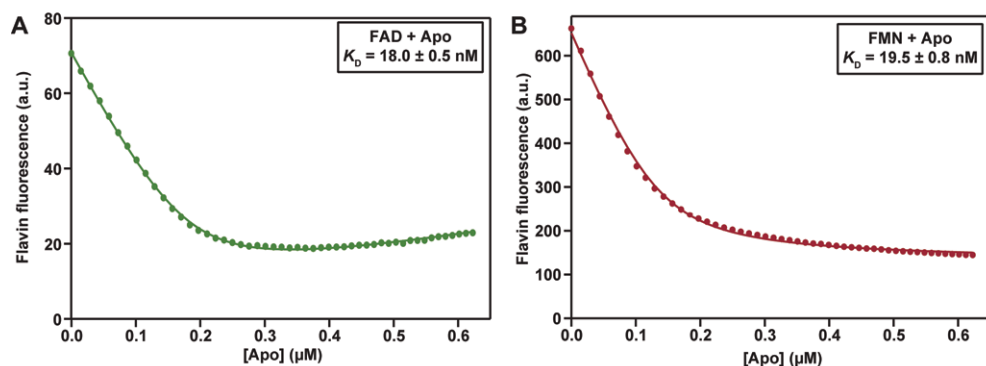 A
FAD + Apo
KD = 18.0 ± 0.5 nM
Flavin fluorescence (a.u.)
80
60
40
20
0
0.0 0.1 0.2 0.3 0.4 0.5 0.6
[Apo] (µM)
B
FMN + Apo
KD = 19.5 ± 0.8 nM
Flavin fluorescence (a.u.)
600
500
400
300
200
100
0
0.0 0.1 0.2 0.3 0.4 0.5 0.6
[Apo] (µM)